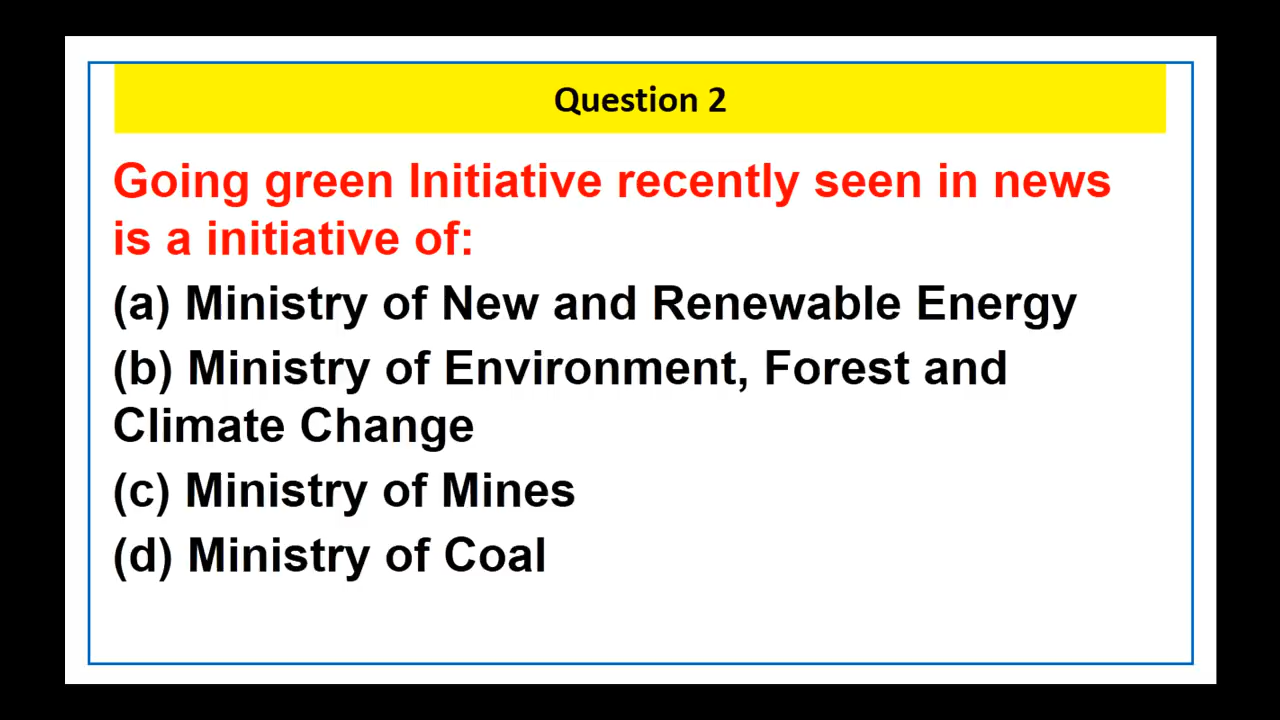 Question 2
Going green Initiative recently seen in news
is a initiative of:
(a) Ministry of New and Renewable Energy
(b) Ministry of Environment, Forest and
Climate Change
(c) Ministry of Mines
(d) Ministry of Coal